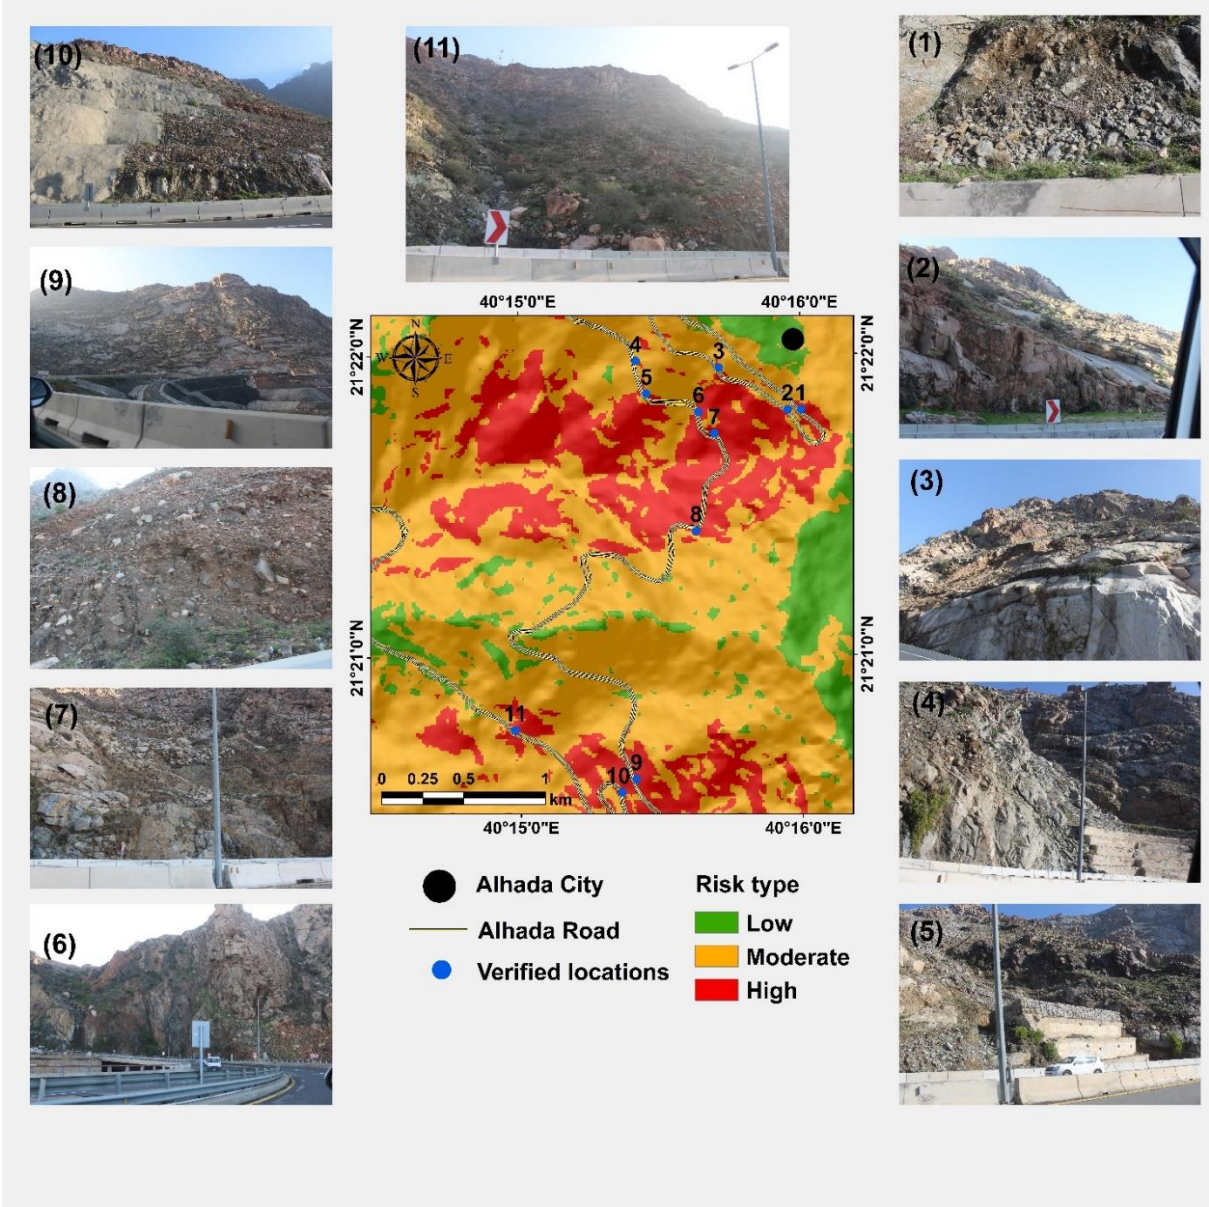 (10)
(11)
(1)
(9)
(2)
(8)
(3)
(7)
(4)
(6)
(5)
40°15'0"E 40°16'0"E
21°22'0"N 21°22'0"N
N
W E
S
4 3
5
6 21
7
8
21°21'0"N 21°21'0"N
11
9
10
0 0.25 0.5 1
km
40°15'0"E 40°16'0"E
Alhada City
Alhada Road
Verified locations
Risk type
Low
Moderate
High